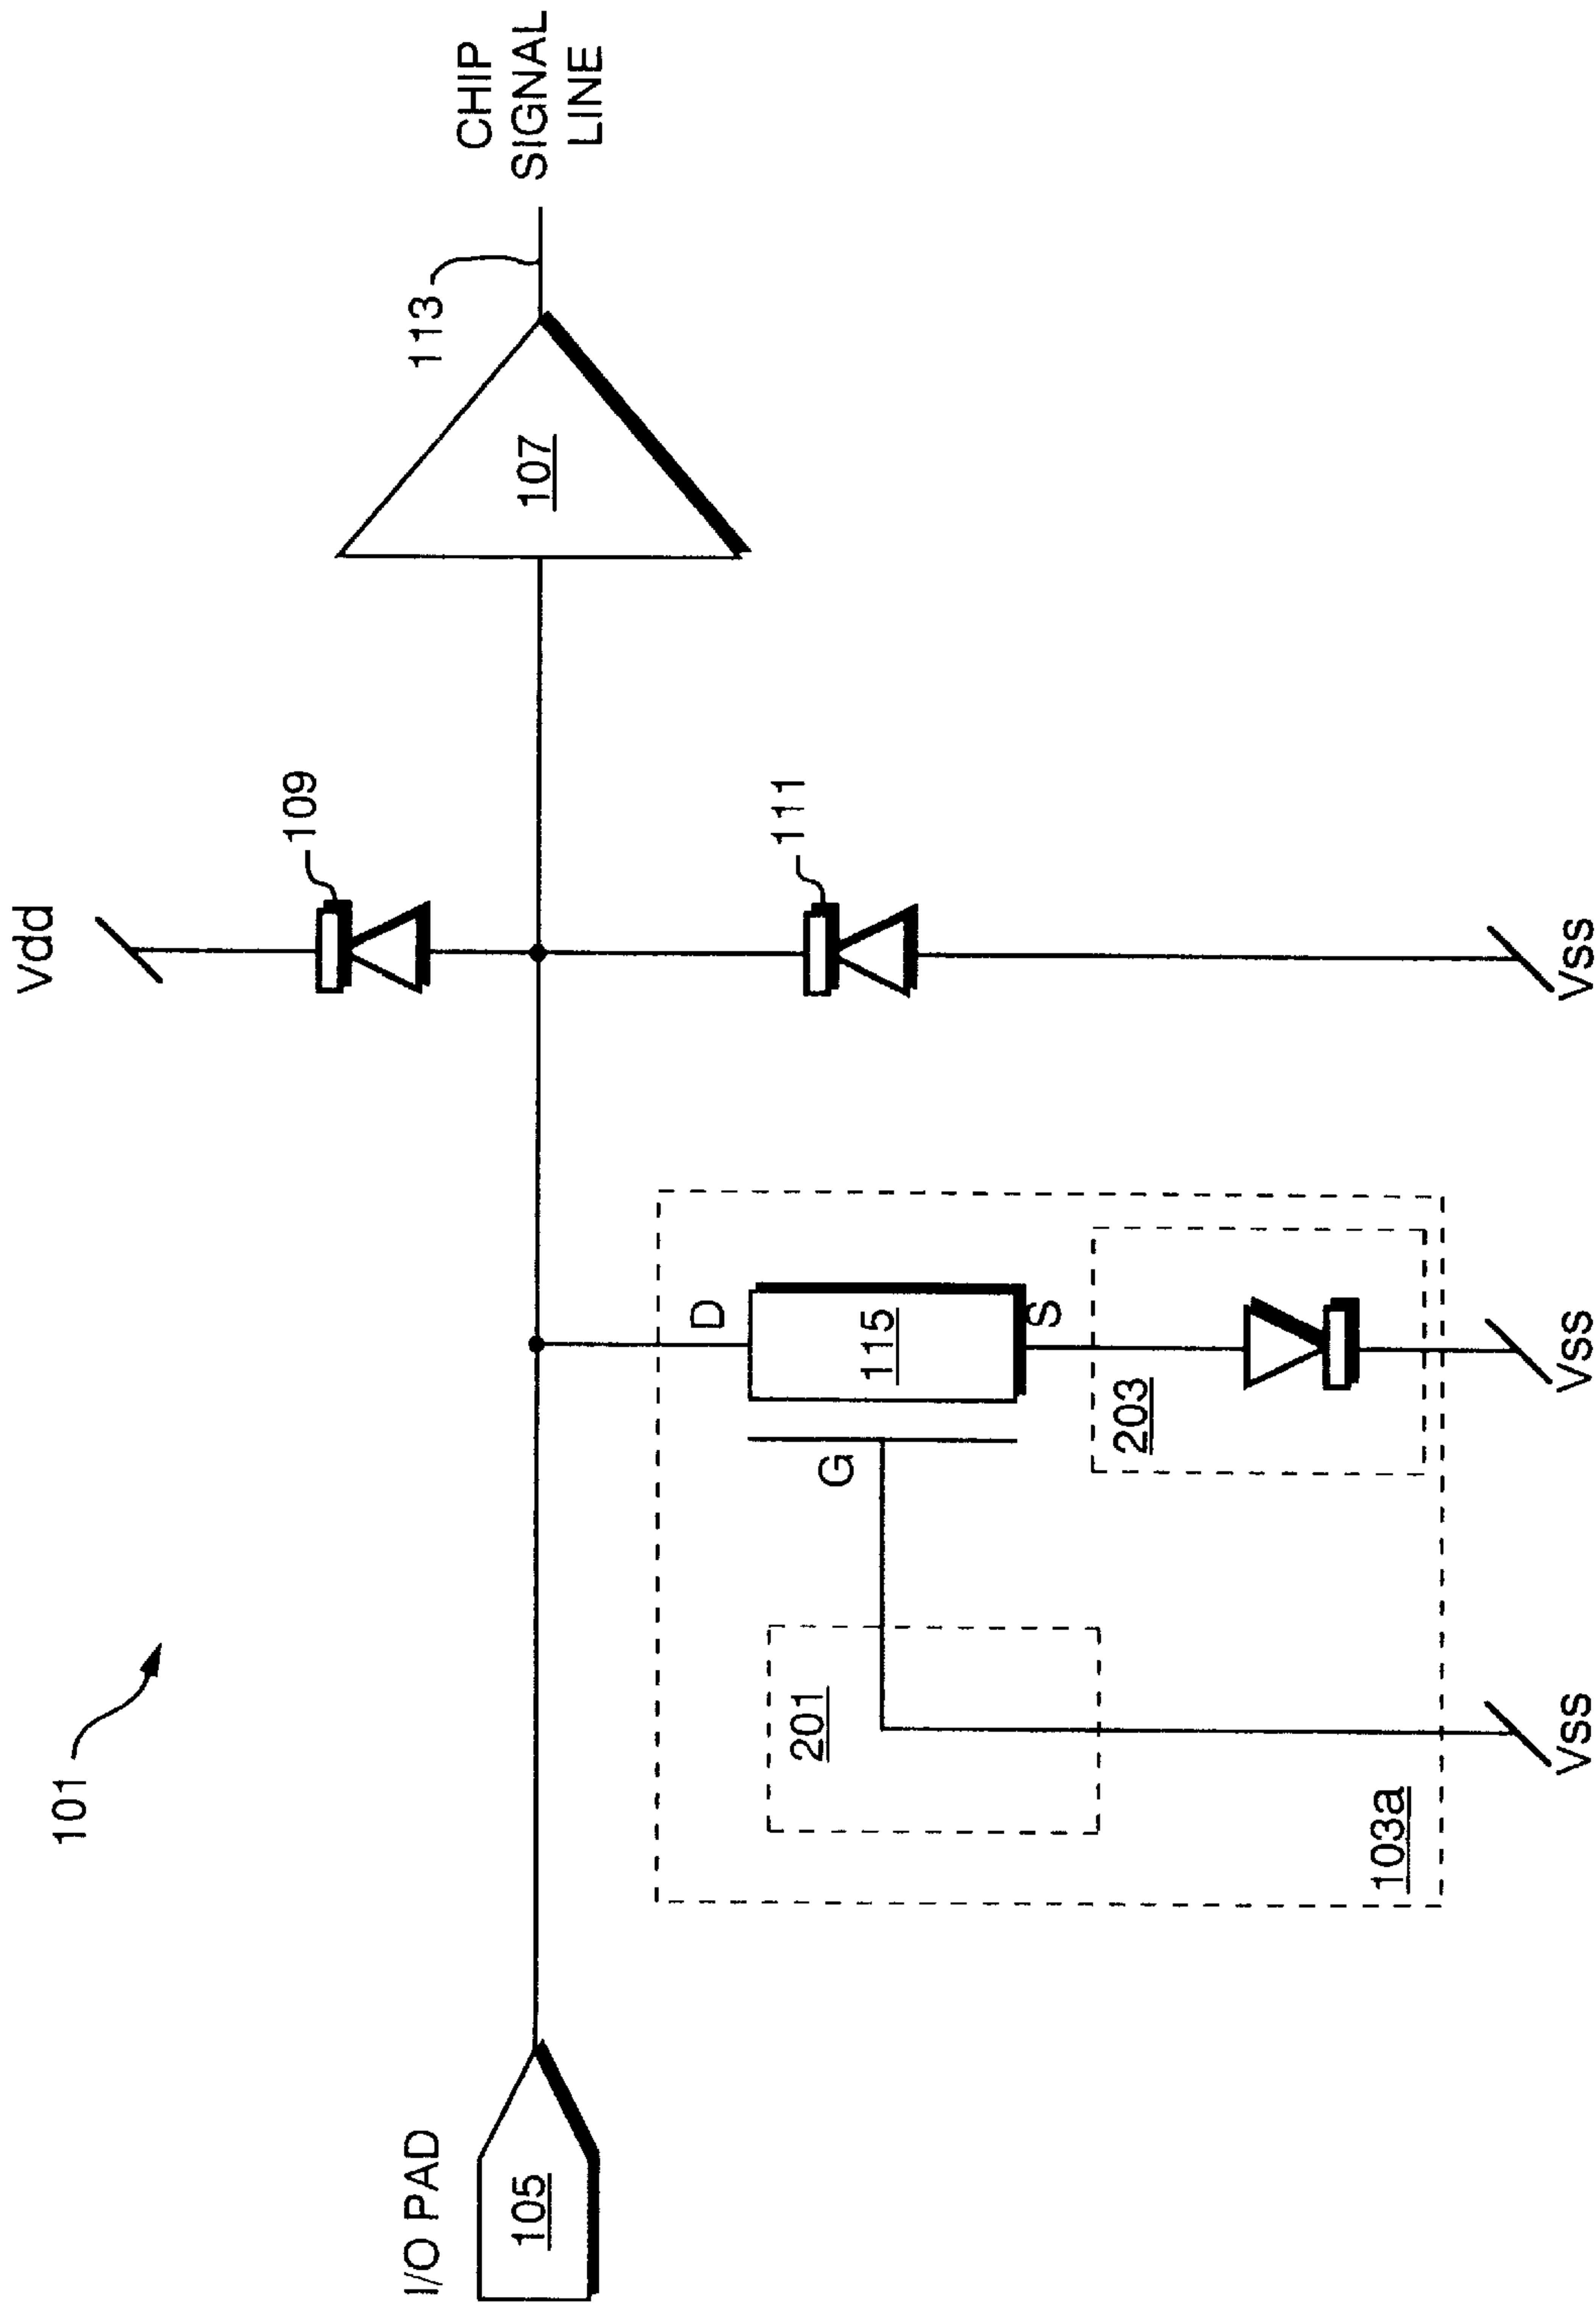 101
Vdd
109
CHIP
SIGNAL
LINE
113
I/O PAD
105
107
111
D
G
115
S
201
203
103a
Vss
Vss
Vss